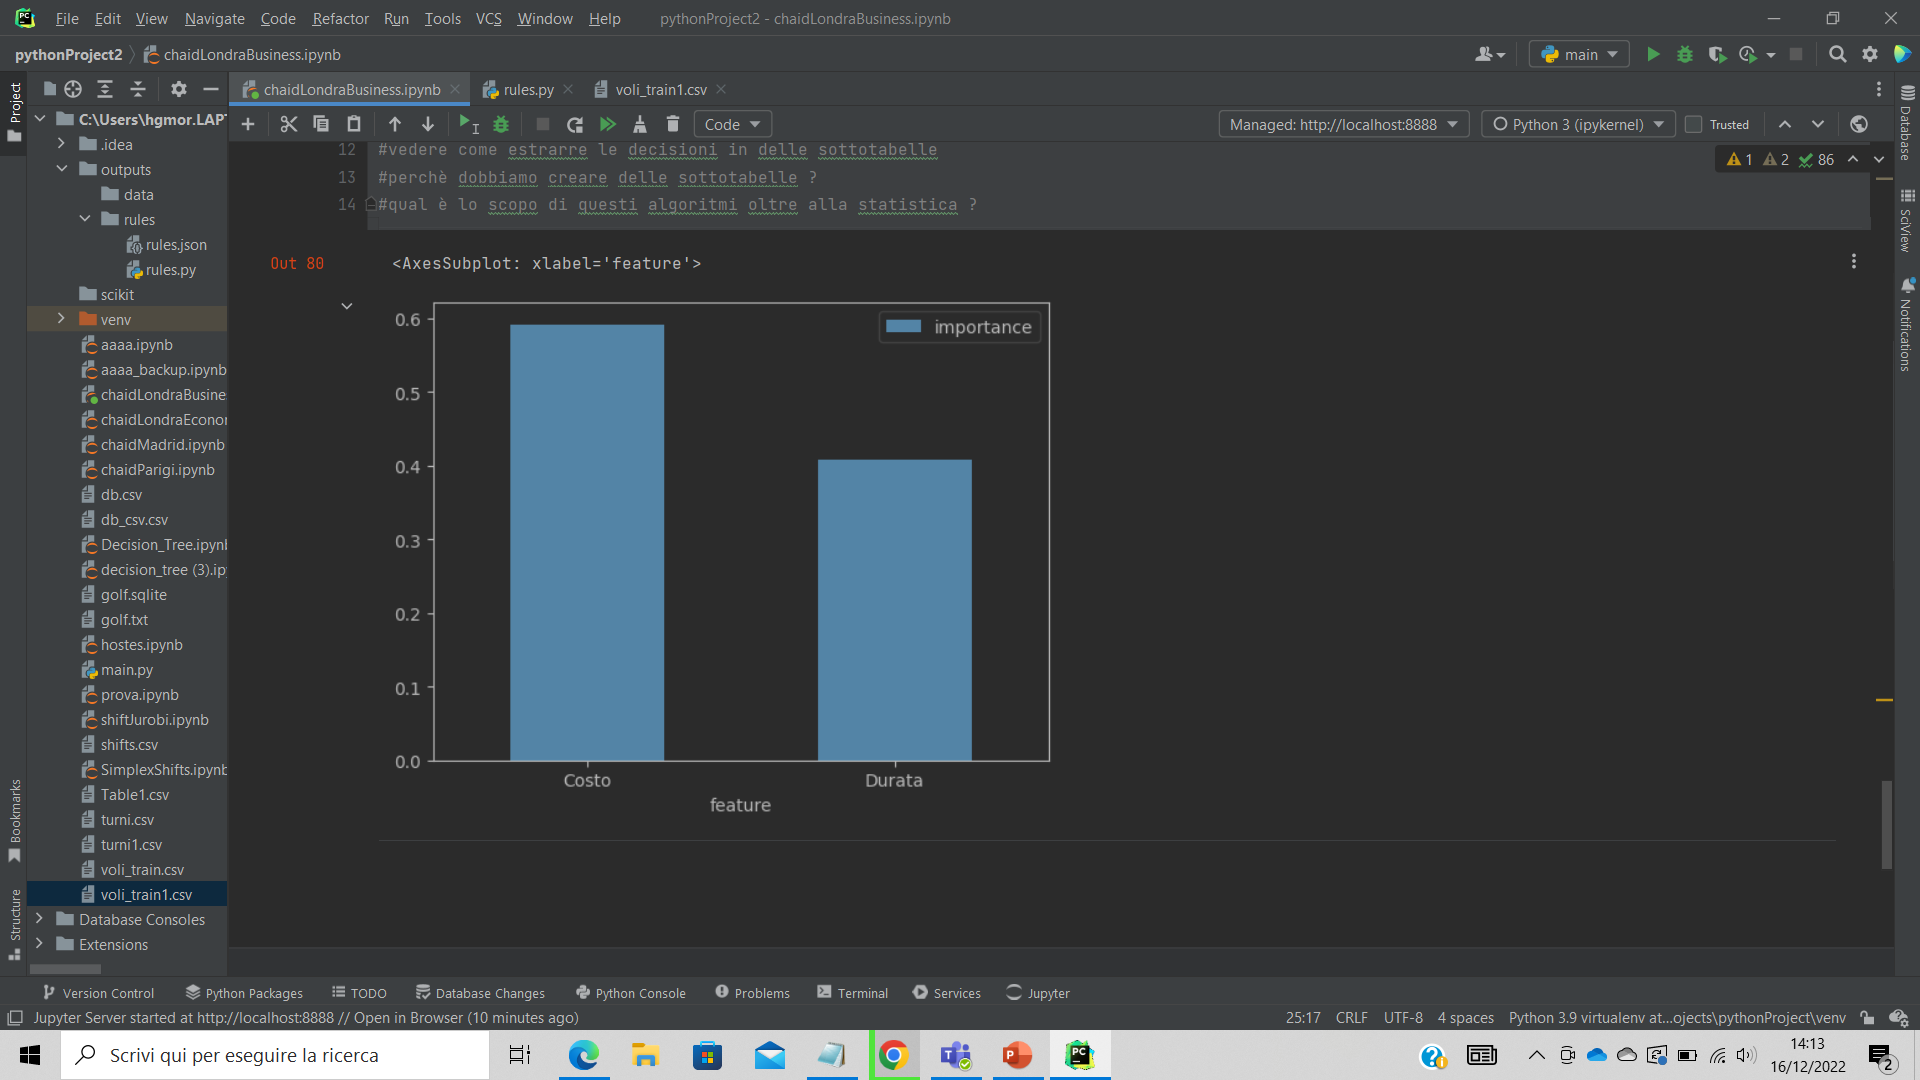 File Edit View Navigate Code Refactor Run Tools VCS Window Help pythonProject2 - chaidLondraBusiness.ipynb
pythonProject2 chaidLondraBusiness.ipynb main
Project
chaidLondraBusiness.ipynb rules.py voli_train1.csv
Code Managed: http://localhost:8888 Python 3 (ipykernel) Trusted
C:\Users\hgmor.LAPT
.idea
outputs
data
rules
rules.json
rules.py
scikit
venv
aaaa.ipynb
aaaa_backup.ipynb
chaidLondraBusine
chaidLondraEconor
chaidMadrid.ipynb
chaidParigi.ipynb
db.csv
db_csv.csv
Decision_Tree.ipynb
decision_tree (3).ip
golf.sqlite
golf.txt
hostes.ipynb
main.py
prova.ipynb
shiftJurobi.ipynb
shifts.csv
SimplexShifts.ipynb
Table1.csv
turni.csv
turni1.csv
voli_train.csv
voli_train1.csv
Database Consoles
Extensions
Bookmarks
Structure
12 #vedere come estrarre le decisioni in delle sottotabelle
13 #perchè dobbiamo creare delle sottotabelle ?
14 #qual è lo scopo di questi algoritmi oltre alla statistica ?
1 2 86
Out 80 <AxesSubplot: xlabel='feature'>
importance
0.6
0.5
0.4
0.3
0.2
0.1
0.0
Costo Durata
feature
Database
SciView
Notifications
Version Control Python Packages TODO Database Changes Python Console Problems Terminal Services Jupyter
Jupyter Server started at http://localhost:8888 // Open in Browser (10 minutes ago) 25:17 CRLF UTF-8 4 spaces Python 3.9 virtualenv at...ojects\pythonProject\venv
Scrivi qui per eseguire la ricerca
14:13
16/12/2022
2